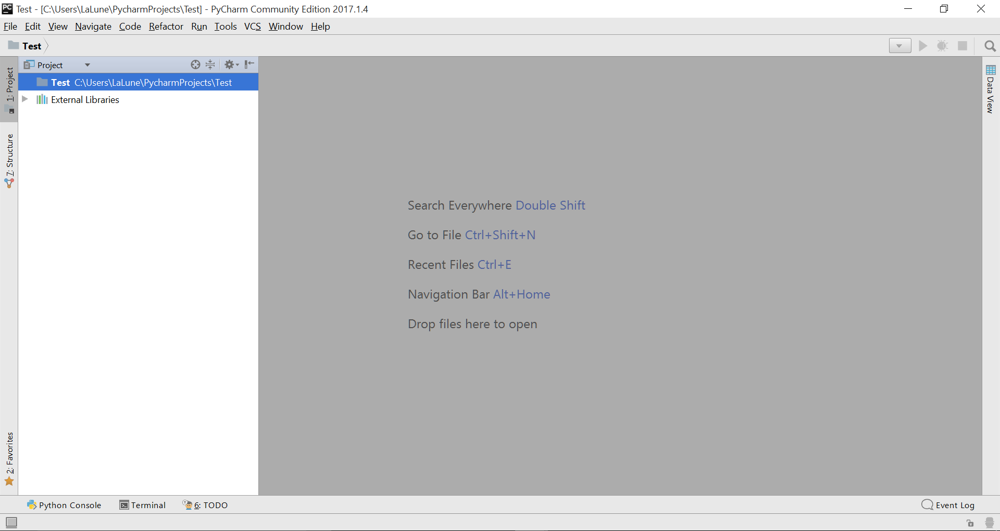 PC Test - [C:\Users\LaLune\PycharmProjects\Test] - PyCharm Community Edition 2017.1.4
File Edit View Navigate Code Refactor Run Tools VCS Window Help
Test
1: Project
7: Structure
2: Favorites
Project
Test C:\Users\LaLune\PycharmProjects\Test
External Libraries
Search Everywhere Double Shift
Go to File Ctrl+Shift+N
Recent Files Ctrl+E
Navigation Bar Alt+Home
Drop files here to open
Data View
Python Console Terminal 6: TODO Event Log